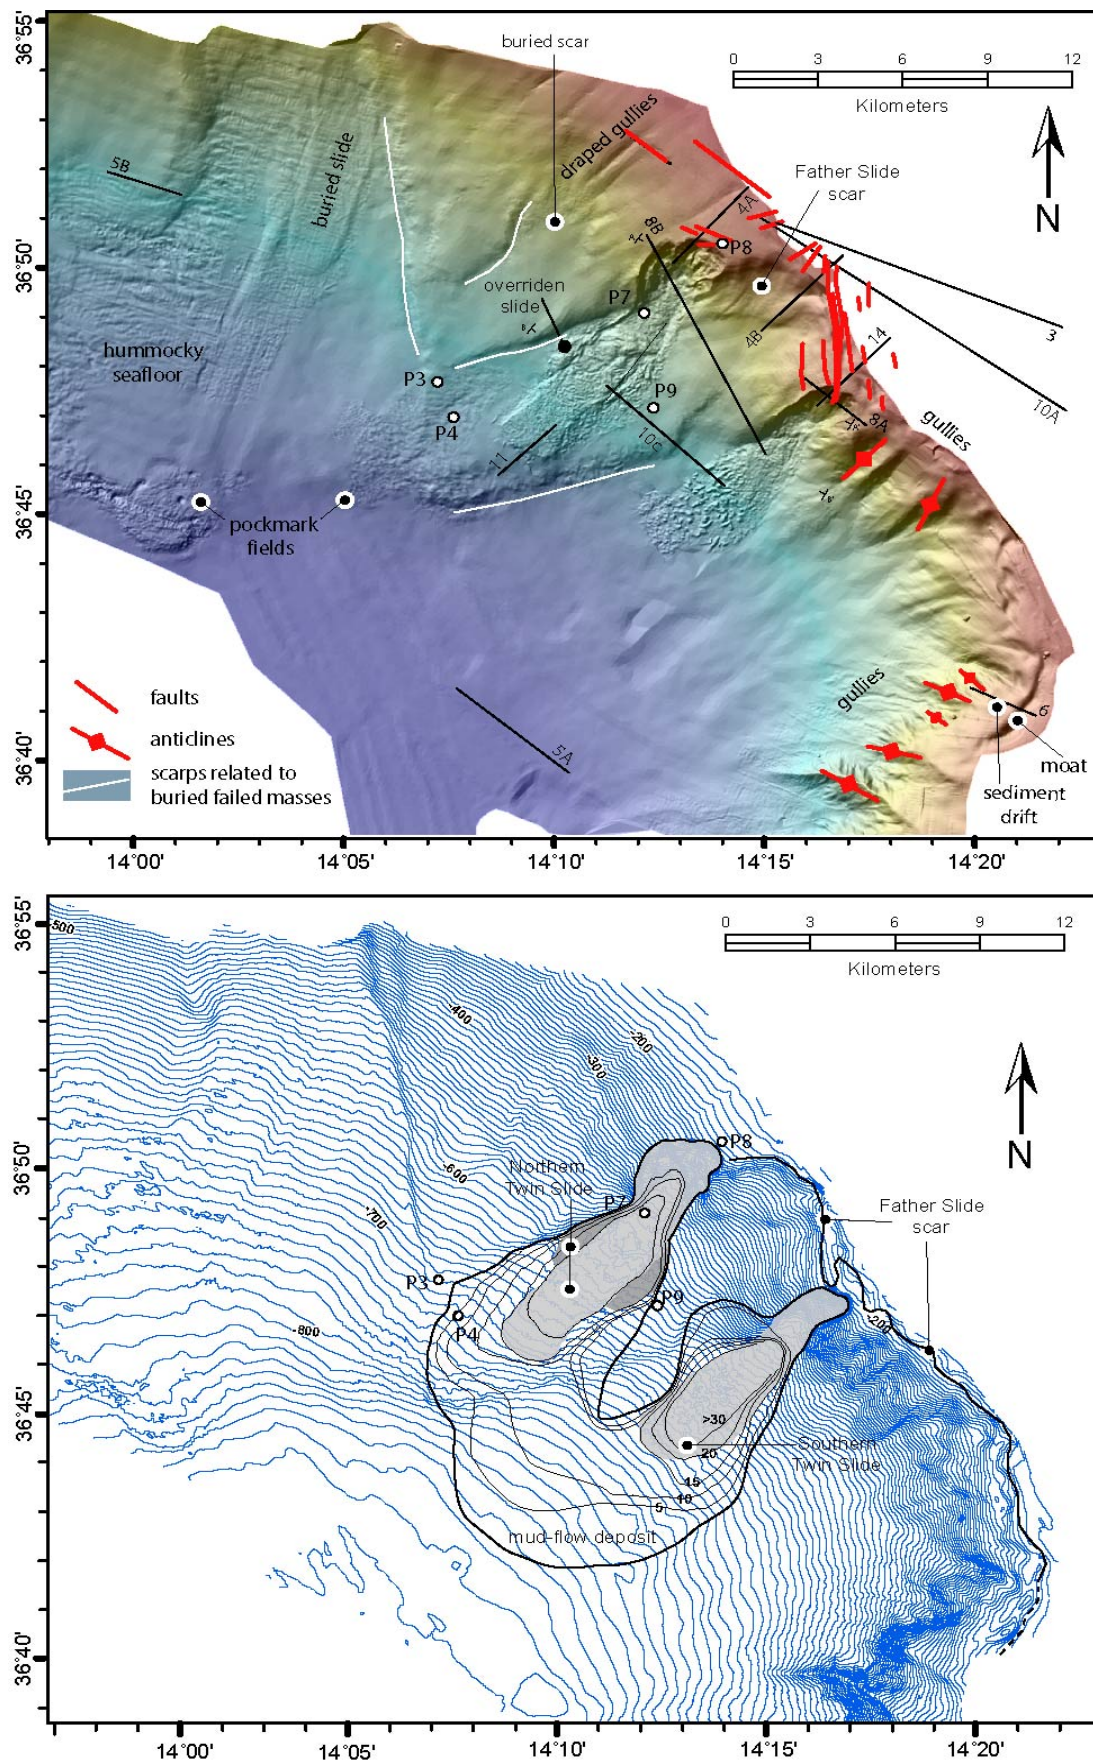 36°55'
buried scar
0 3 6 9 12
Kilometers
N
draped gullies
5B
buried slide
Father Slide
scar
4A
8B
P8
36°50'
overriden
slide
P7
3
4B
14
hummocky
seafloor
P3
P9
P4
10A
8A
gullies
10c
11
36°45'
pockmark
fields
gullies
faults
6
anticlines
5A
36°40'
moat
scarps related to
buried failed masses
sediment
drift
14°00' 14°05' 14°10' 14°15' 14°20'
36°55'
-500
0 3 6 9 12
Kilometers
-400
-200
-300
N
36°50'
P8
Northern
Twin Slide
-600
P7
-700
Father Slide
scar
P3
P9
P4
-800
-200
36°45'
>30
Southern
Twin Slide
20
15
10
5
mud-flow deposit
36°40'
14°00' 14°05' 14°10' 14°15' 14°20'